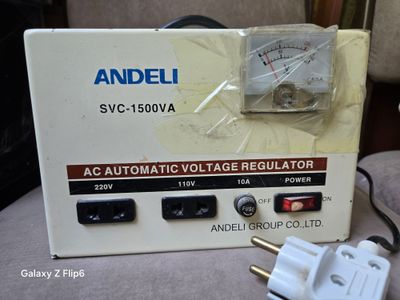 ANDELI
SVC-1500VA
AC AUTOMATIC VOLTAGE REGULATOR
220V 110V 10A POWER
OFF ON
FUSE
ANDELI GROUP CO.,LTD.
Galaxy Z Flip6